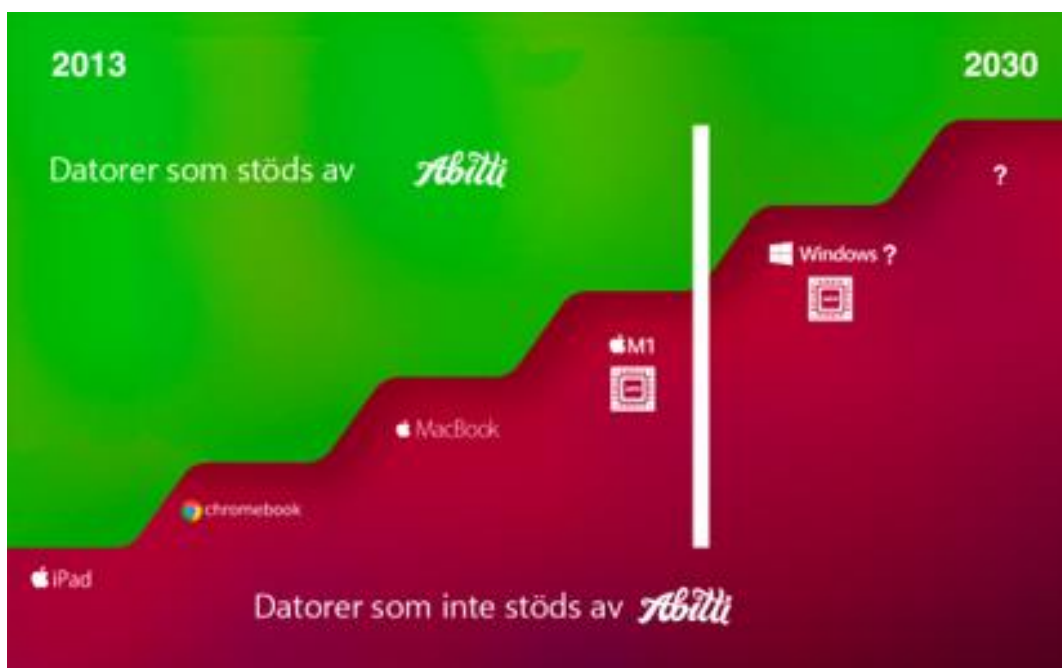 2013
2030
Datorer som stöds av Abitti
?
Windows ?
M1
MacBook
chromebook
iPad
Datorer som inte stöds av Abitti